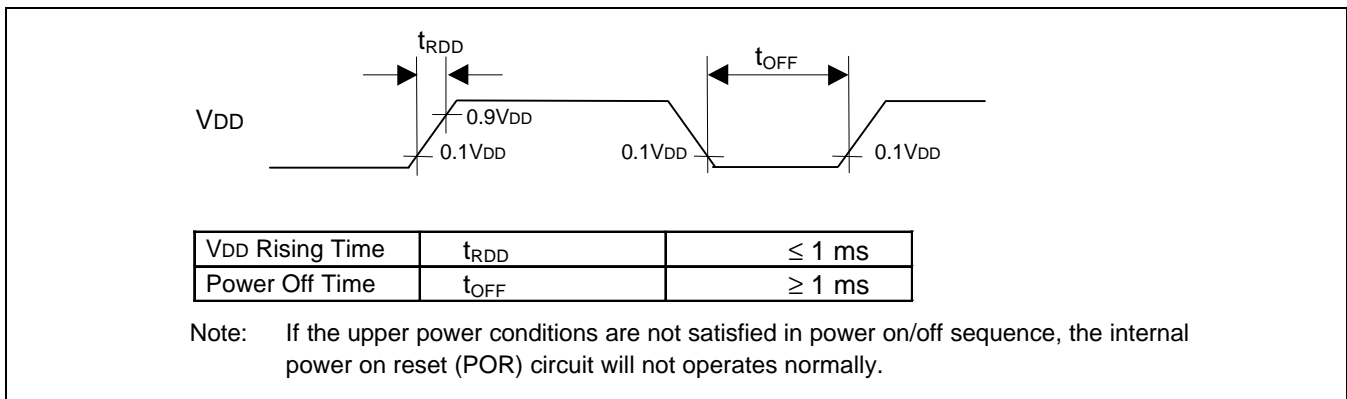 tRDD
tOFF
VDD
0.9VDD
0.1VDD
0.1VDD
0.1VDD
VDD Rising Time tRDD ≤ 1 ms
Power Off Time tOFF ≥ 1 ms
Note: If the upper power conditions are not satisfied in power on/off sequence, the internal
power on reset (POR) circuit will not operates normally.